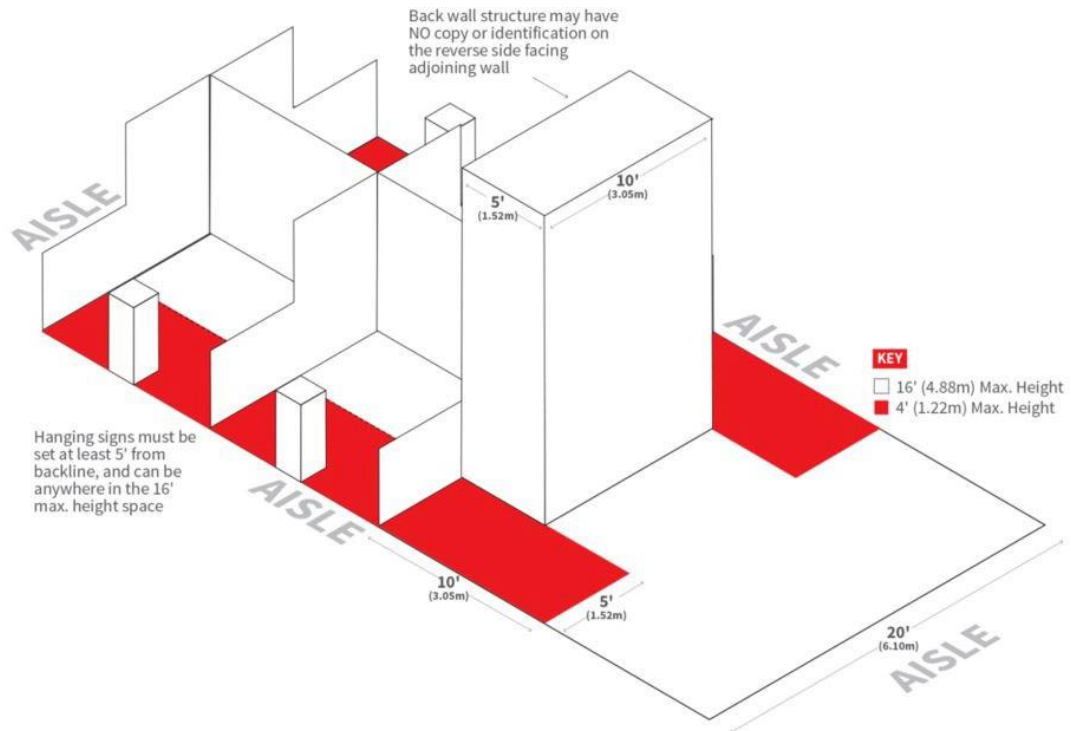 Back wall structure may have
NO copy or identification on
the reverse side facing
adjoining wall
AISLE
10'
(3.05m)
5'
(1.52m)
AISLE
KEY
16' (4.88m) Max. Height
4' (1.22m) Max. Height
Hanging signs must be
set at least 5' from
backline, and can be
anywhere in the 16'
max. height space
AISLE
10'
(3.05m)
5'
(1.52m)
20'
(6.10m)
AISLE